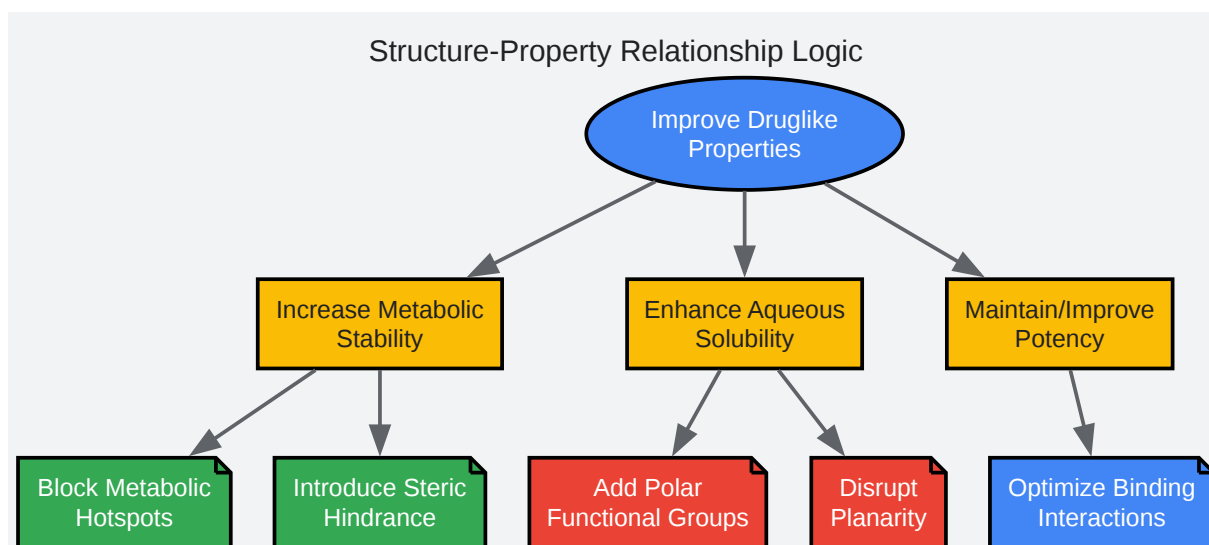 Structure-Property Relationship Logic
Improve Druglike
Properties
Increase Metabolic
Stability
Enhance Aqueous
Solubility
Maintain/Improve
Potency
Block Metabolic
Hotspots
Introduce Steric
Hindrance
Add Polar
Functional Groups
Disrupt
Planarity
Optimize Binding
Interactions